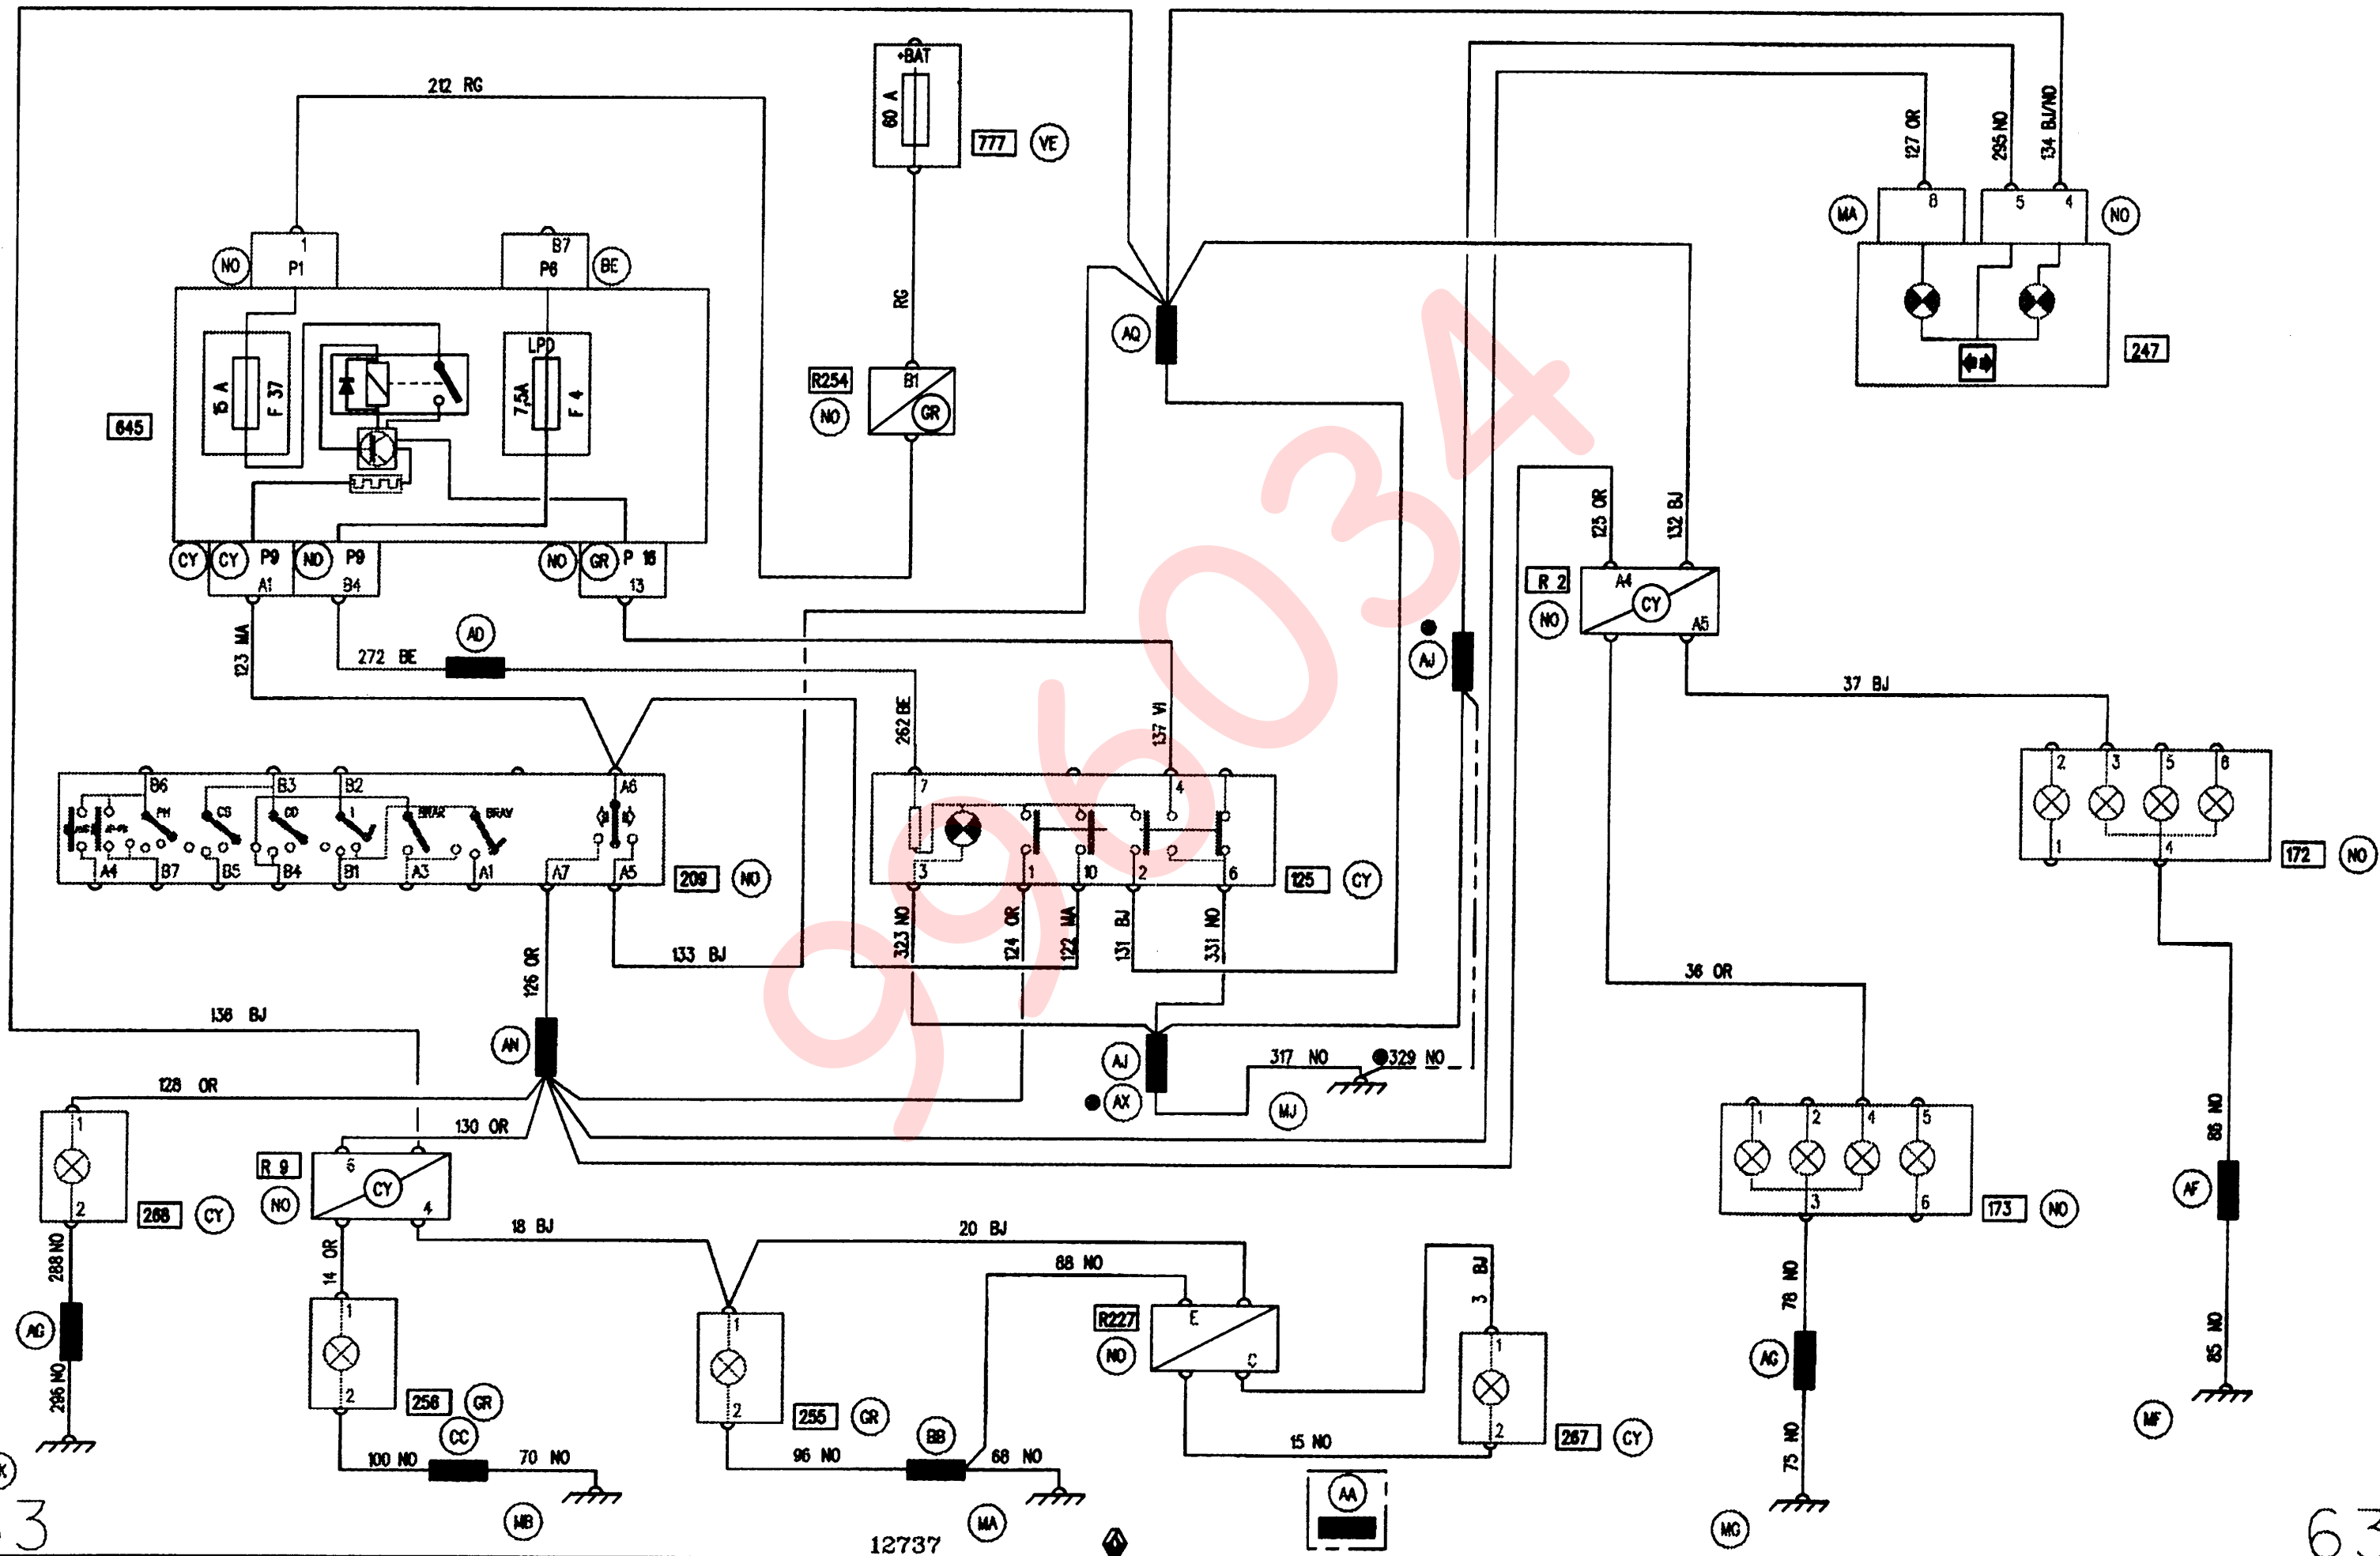 +BAT
60 A
777 VE
212 RG
RG
127 OR
295 NO
134 BJ/NO
MA 8 5 4 NO
247
NO 1 P1
B7 P6 BE
15 A F 37
LPD
7,5A F 4
645
R254 B1
NO GR
AQ
CY CY P9 NO P9 NO GR P 16
A1 B4 13
123 MA
272 BE
AD
262 BE
137 VI
125 OR
132 BJ
R 2 A4 CY A5
NO
AJ
37 BJ
B6 B3 B2 A6
PH CG CD I BRAR BRAV
A4 B7 B5 B4 B1 A3 A1 A7 A5
209 NO
7 4
3 1 10 2 6
125 CY
2 3 5 6
1 4
172 NO
133 BJ
126 OR
323 NO
124 OR
122 MA
131 BJ
331 NO
36 OR
136 BJ
AN
AJ
AX
317 NO
329 NO
MJ
128 OR
130 OR
1
2
268 CY
R 9 6 CY 4
NO
1 2 4 5
3 6
173 NO
86 NO
AF
288 NO
14 OR
18 BJ
20 BJ
88 NO
3 BJ
78 NO
AG
296 NO
1
2
256 GR
CC
1
2
255 GR
BB
R227 E C
NO
1
2
267 CY
AG
85 NO
MF
100 NO
70 NO
96 NO
68 NO
15 NO
75 NO
AA
MB
MA
MG
12737
3
63
996034